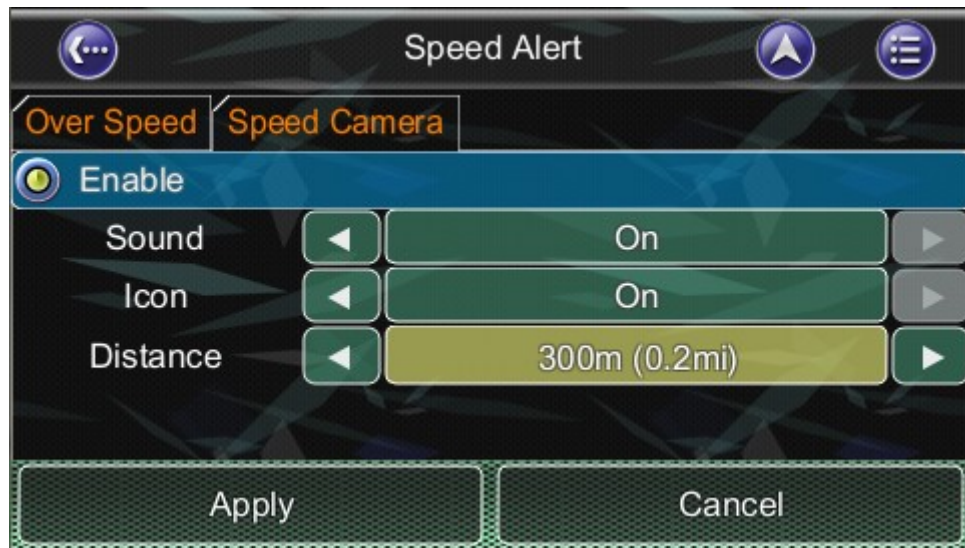 Speed Alert
Over Speed Speed Camera
Enable
Sound On
Icon On
Distance 300m (0.2mi)
Apply Cancel